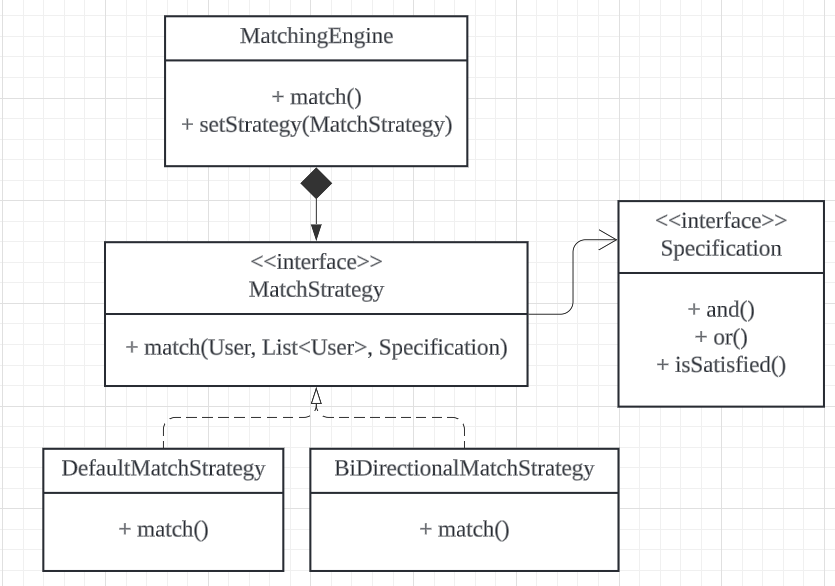 MatchingEngine
+ match()
+ setStrategy(MatchStrategy)
<<interface>>
MatchStrategy
+ match(User, List<User>, Specification)
<<interface>>
Specification
+ and()
+ or()
+ isSatisfied()
DefaultMatchStrategy
+ match()
BiDirectionalMatchStrategy
+ match()